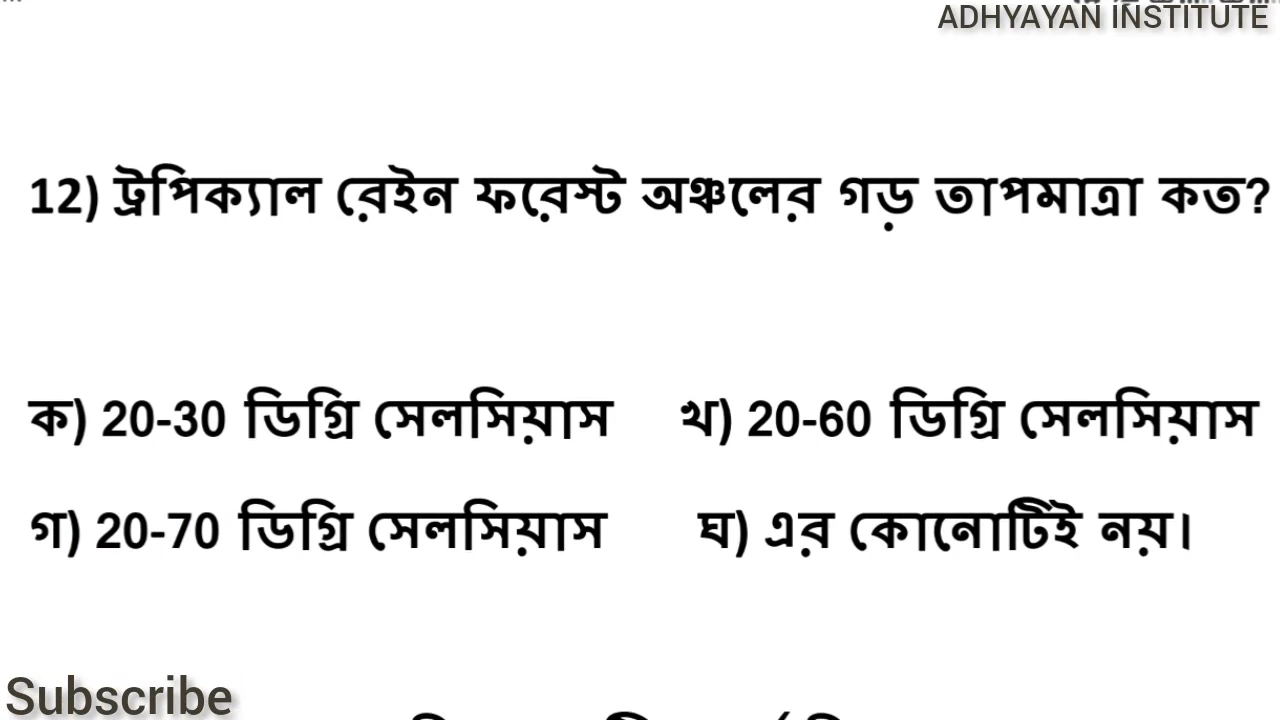 ADHYAYAN INSTITUTE
12) ট্রপিক্যাল রেইন ফরেস্ট অঞ্চলের গড় তাপমাত্রা কত?
ক) 20-30 ডিগ্রি সেলসিয়াস খ) 20-60 ডিগ্রি সেলসিয়াস
গ) 20-70 ডিগ্রি সেলসিয়াস ঘ) এর কোনোটিই নয়।
Subscribe